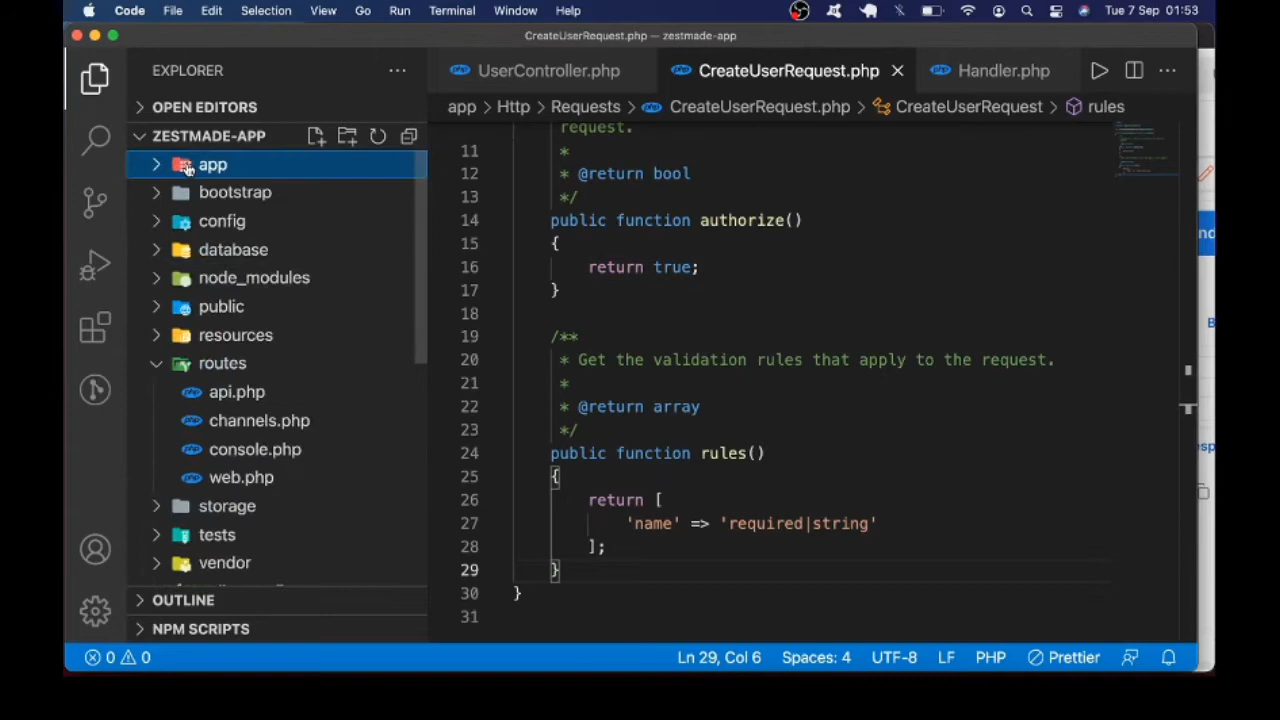 Code File Edit Selection View Go Run Terminal Window Help Tue 7 Sep 01:53
CreateUserRequest.php — zestmade-app
EXPLORER
OPEN EDITORS
ZESTMADE-APP
app
bootstrap
config
database
node_modules
public
resources
routes
api.php
channels.php
console.php
web.php
storage
tests
vendor
OUTLINE
NPM SCRIPTS
UserController.php CreateUserRequest.php Handler.php
app > Http > Requests > CreateUserRequest.php > CreateUserRequest > rules
request.
11 *
12 * @return bool
13 */
14 public function authorize()
15 {
16 return true;
17 }
18
19 /**
20 * Get the validation rules that apply to the request.
21 *
22 * @return array
23 */
24 public function rules()
25 {
26 return [
27 'name' => 'required|string'
28 ];
29 }
30 }
31
0 0 Ln 29, Col 6 Spaces: 4 UTF-8 LF PHP Prettier